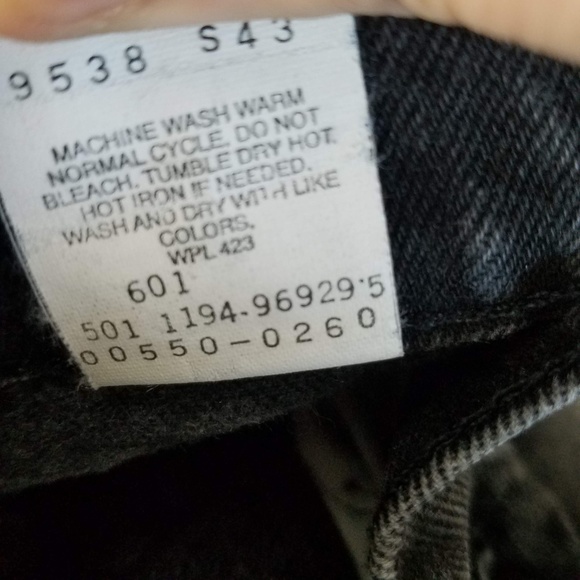 9538 S43
MACHINE WASH WARM
NORMAL CYCLE. DO NOT
BLEACH. TUMBLE DRY HOT.
HOT IRON IF NEEDED.
WASH AND DRY WITH LIKE
COLORS.
WPL 423
601
501 1194-96929·5
00550-0260